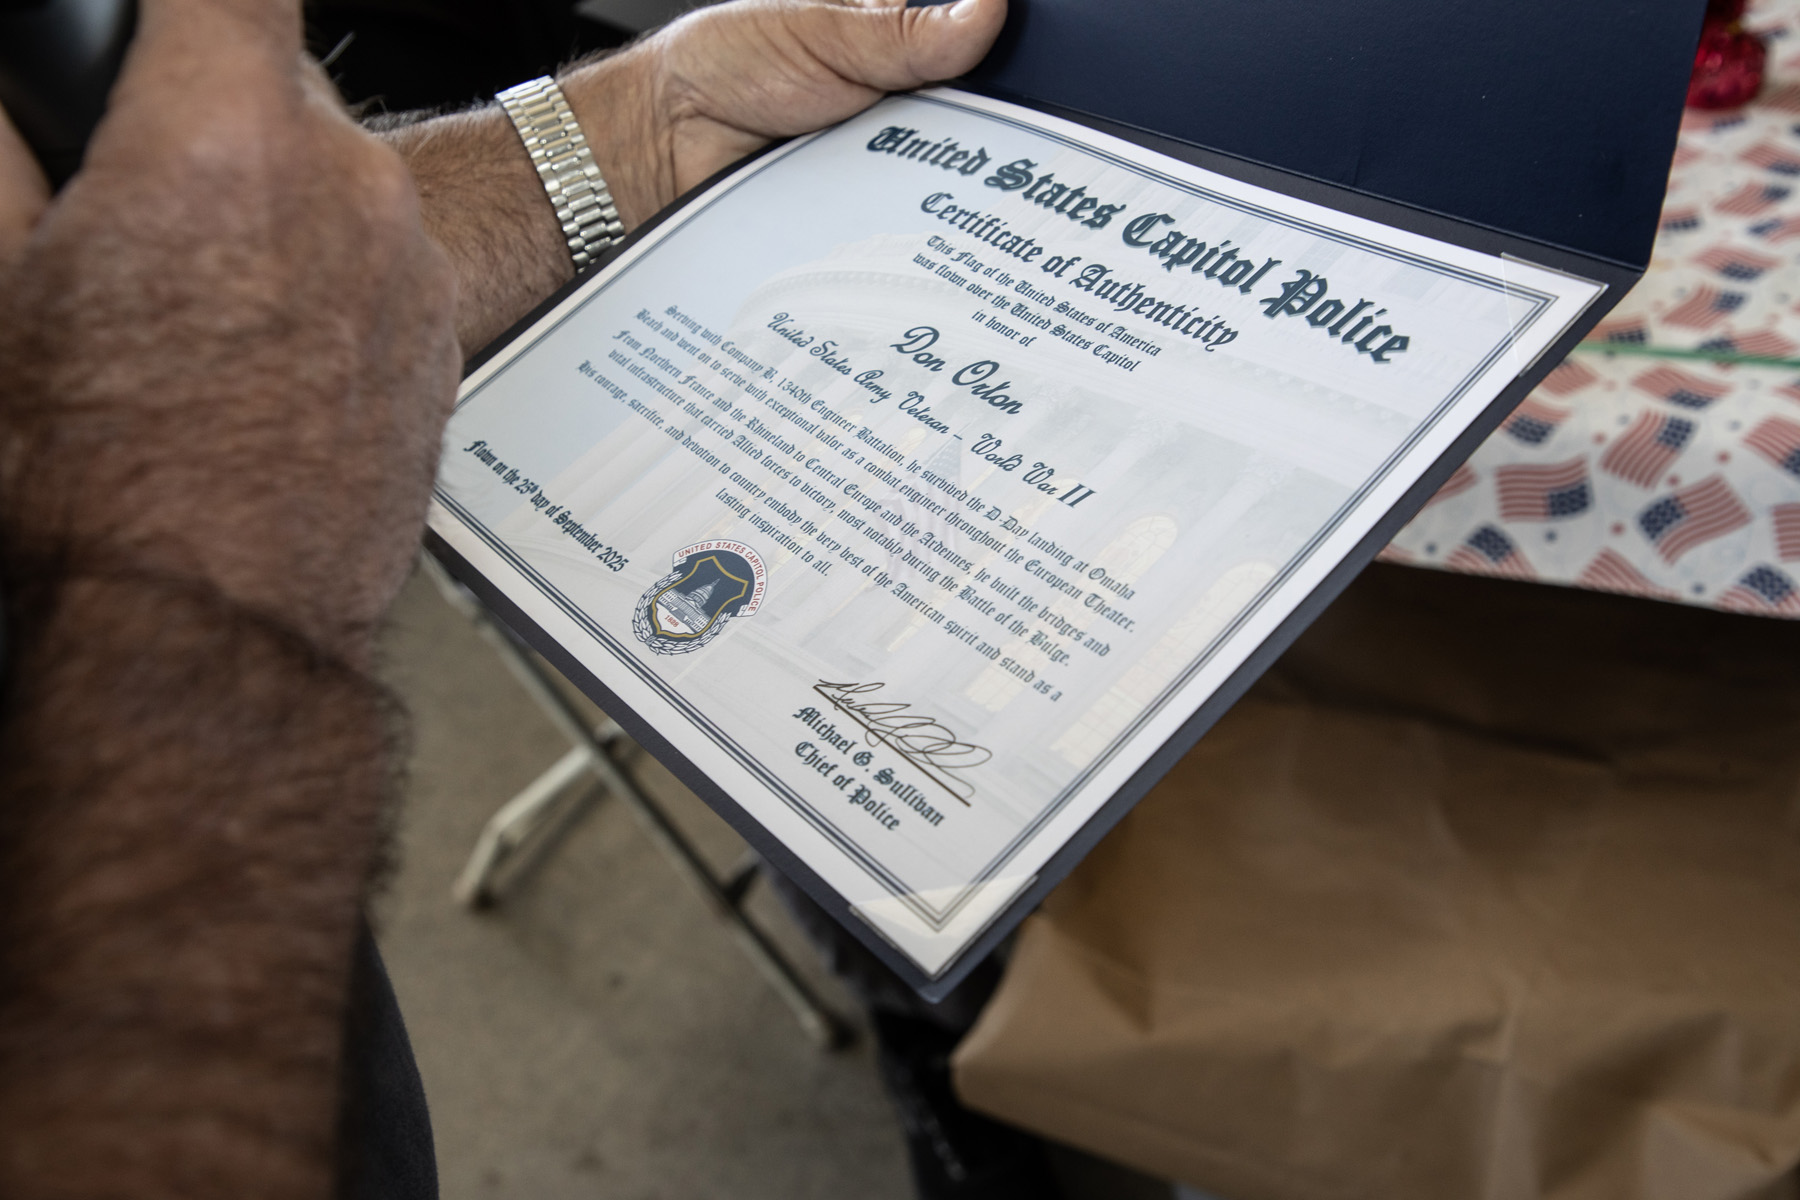 United States Capitol Police
Certificate of Authenticity
This Flag of the United States of America
was flown over the United States Capitol
in honor of
Don Orlon
United States Army Veteran – World War II
Serving with Company B, 1340th Engineer Battalion, he survived the D-Day landing at Omaha
Beach and went on to serve with exceptional valor as a combat engineer throughout the European Theater.
From Northern France and the Rhineland to Central Europe and the Ardennes, he built the bridges and
vital infrastructure that carried Allied forces to victory, most notably during the Battle of the Bulge.
His courage, sacrifice, and devotion to country embody the very best of the American spirit and stand as a
lasting inspiration to all.
Flown on the 25th day of September 2025
UNITED STATES CAPITOL POLICE
1828
Michael G. Sullivan
Chief of Police